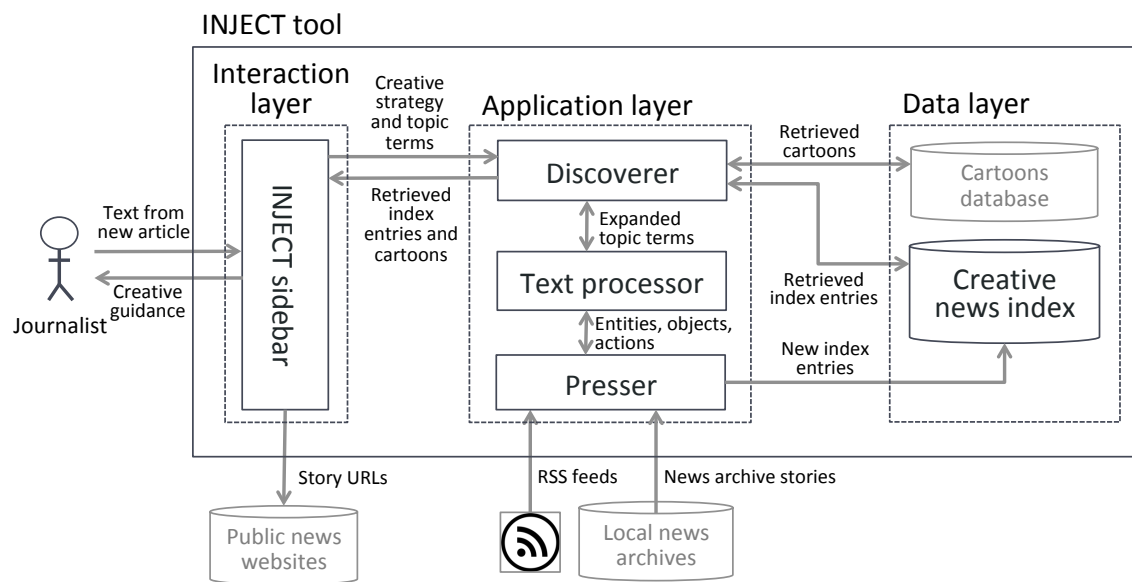 INJECT tool
Interaction
layer
Creative
strategy
and topic
terms
Application layer
Data layer
Retrieved
cartoons
Discoverer
Cartoons
database
INJECT sidebar
Retrieved
index
entries and
cartoons
Text from
new article
Expanded
topic terms
Creative
guidance
Journalist
Text processor
Retrieved
index entries
Creative
news index
Entities, objects,
actions
Presser
New index
entries
Story URLs
RSS feeds
News archive stories
Public news
websites
Local news
archives